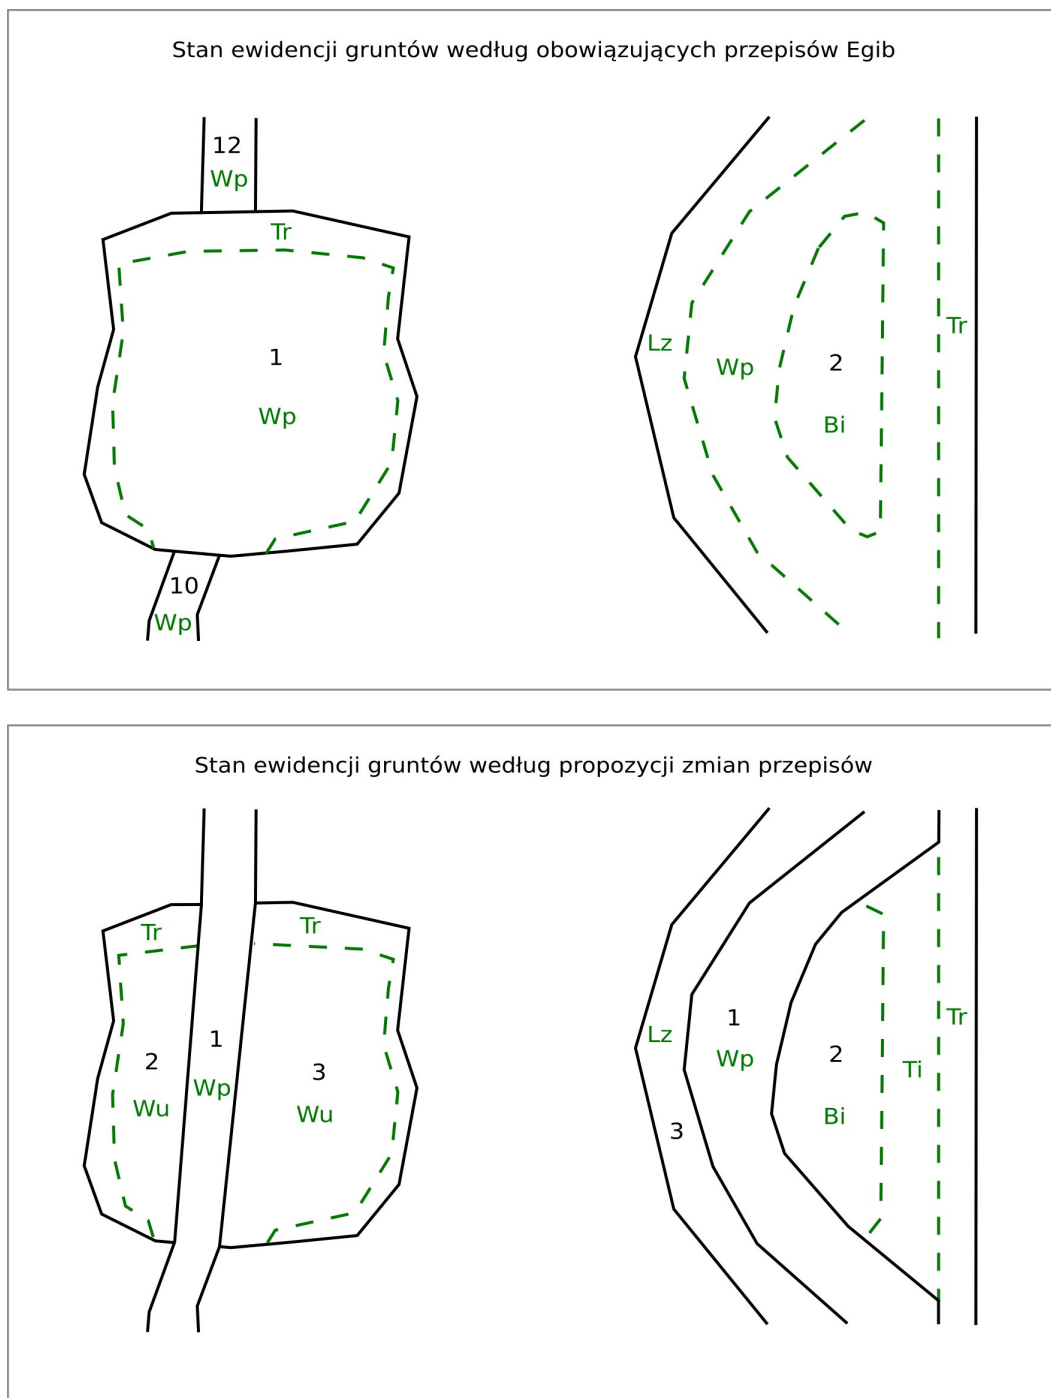 Stan ewidencji gruntów według obowiązujących przepisów Egib
12
Wp
Tr
1
Wp
10
Wp
Lz
Wp
2
Bi
Tr
Stan ewidencji gruntów według propozycji zmian przepisów
Tr
Tr
1
Wp
2
Wu
3
Wu
Lz
1
Wp
3
2
Bi
Ti
Tr